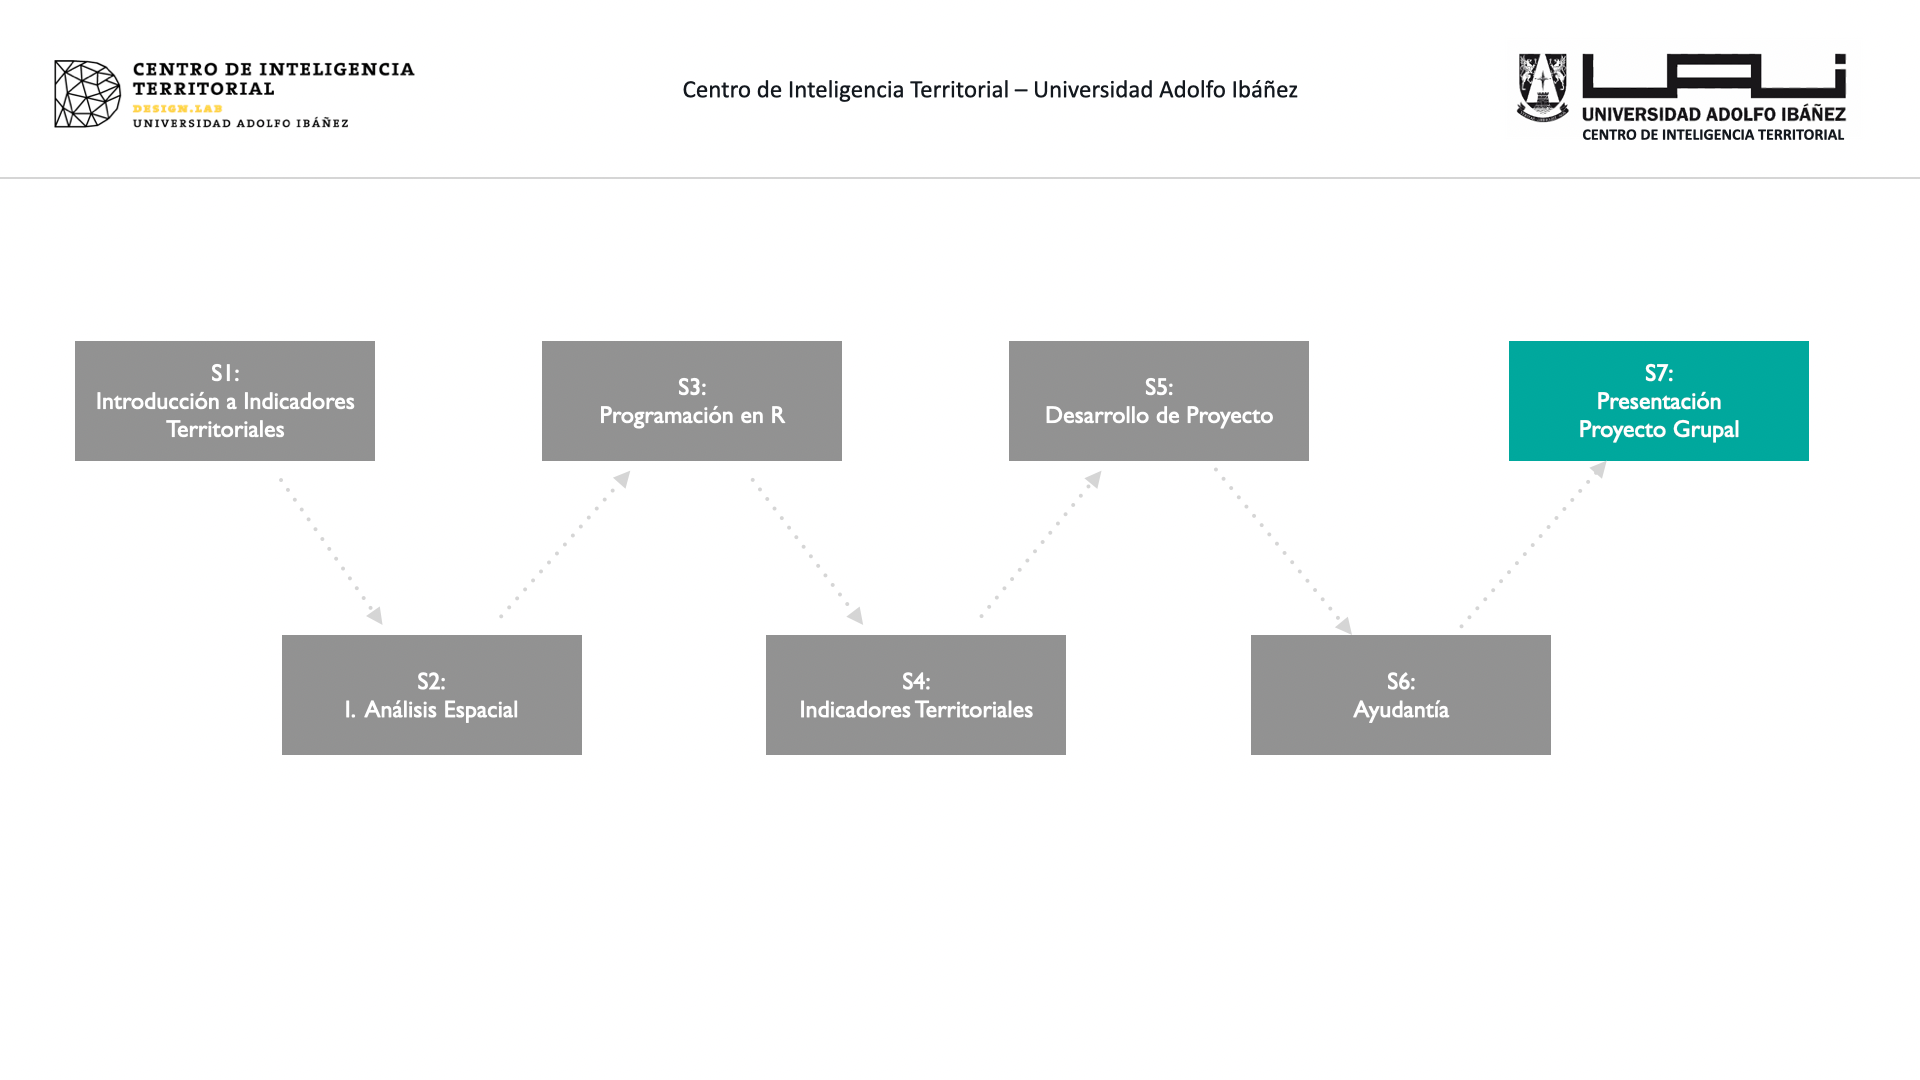 CENTRO DE INTELIGENCIA
TERRITORIAL
DESIGN.LAB
UNIVERSIDAD ADOLFO IBÁÑEZ
Centro de Inteligencia Territorial – Universidad Adolfo Ibáñez
UAI
UNIVERSIDAD ADOLFO IBÁÑEZ
CENTRO DE INTELIGENCIA TERRITORIAL
S1:
Introducción a Indicadores
Territoriales
S3:
Programación en R
S5:
Desarrollo de Proyecto
S7:
Presentación
Proyecto Grupal
S2:
1. Análisis Espacial
S4:
Indicadores Territoriales
S6:
Ayudantía